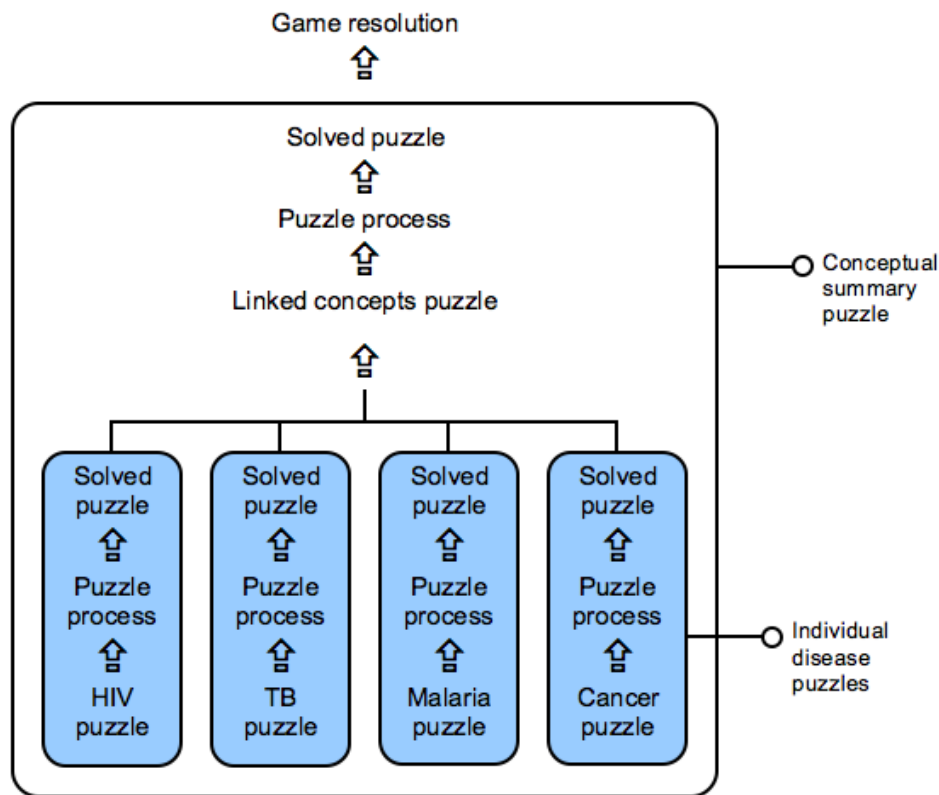 Game resolution
Solved puzzle
Puzzle process
Linked concepts puzzle
Conceptual
summary
puzzle
Solved
puzzle
Puzzle
process
HIV
puzzle
Solved
puzzle
Puzzle
process
TB
puzzle
Solved
puzzle
Puzzle
process
Malaria
puzzle
Solved
puzzle
Puzzle
process
Cancer
puzzle
Individual
disease
puzzles